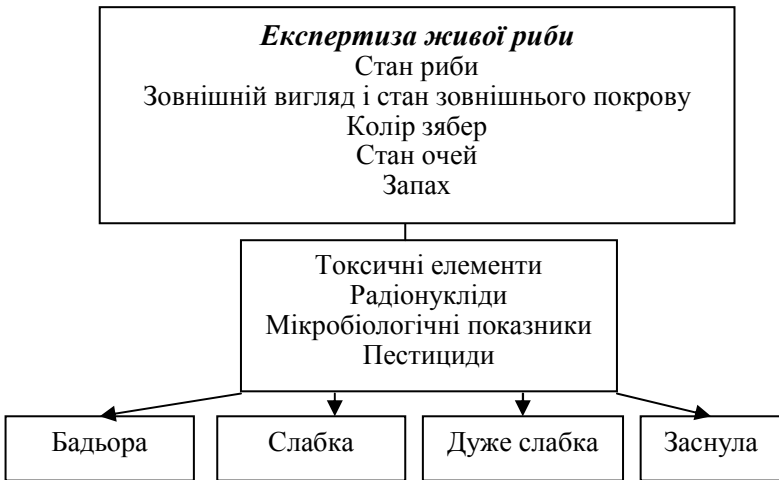 Експертиза живої риби
Стан риби
Зовнішній вигляд і стан зовнішнього покрову
Колір зябер
Стан очей
Запах
Токсичні елементи
Радіонукліди
Мікробіологічні показники
Пестициди
Бадьора
Слабка
Дуже слабка
Заснула